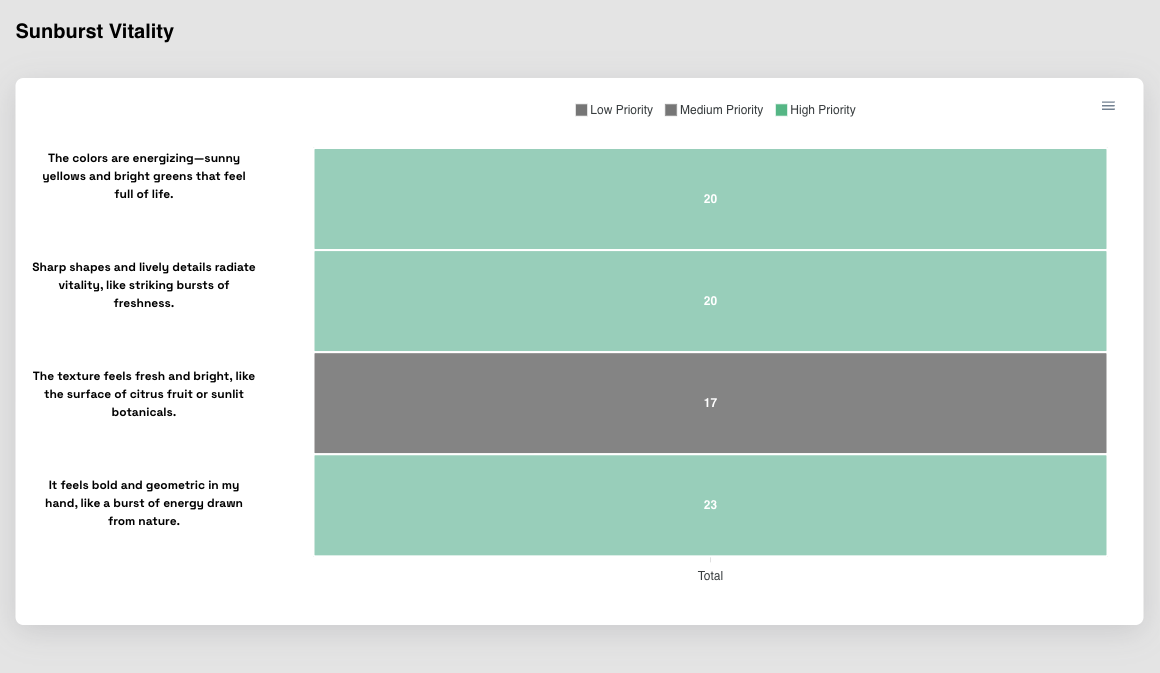 Sunburst Vitality
Low Priority Medium Priority High Priority
The colors are energizing—sunny
yellows and bright greens that feel
full of life.
20
Sharp shapes and lively details radiate
vitality, like striking bursts of
freshness.
20
The texture feels fresh and bright, like
the surface of citrus fruit or sunlit
botanicals.
17
It feels bold and geometric in my
hand, like a burst of energy drawn
from nature.
23
Total